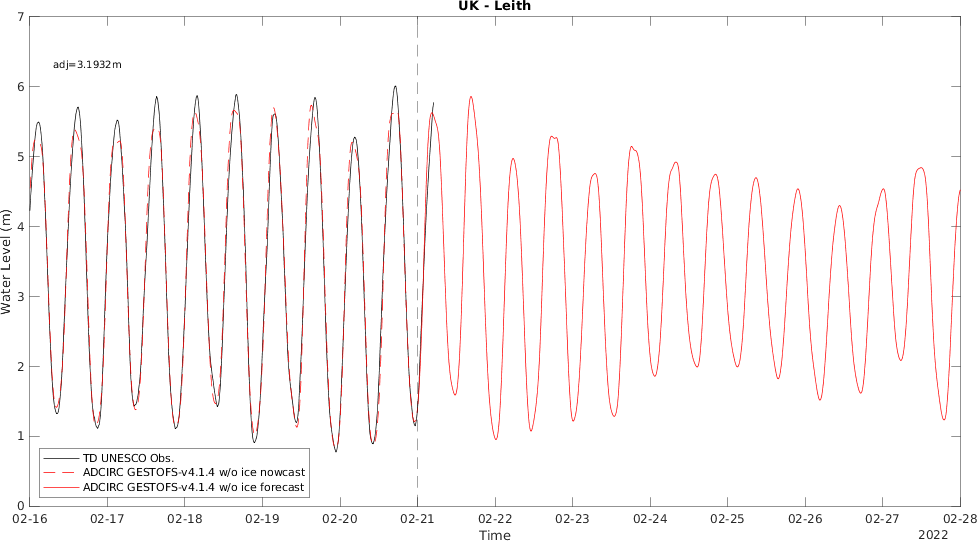 UK - Leith
7
adj=3.1932m
6
5
4
Water Level (m)
3
2
1
TD UNESCO Obs.
ADCIRC GESTOFS-v4.1.4 w/o ice nowcast
ADCIRC GESTOFS-v4.1.4 w/o ice forecast
0
02-16 02-17 02-18 02-19 02-20 02-21 02-22 02-23 02-24 02-25 02-26 02-27 02-28
Time
2022